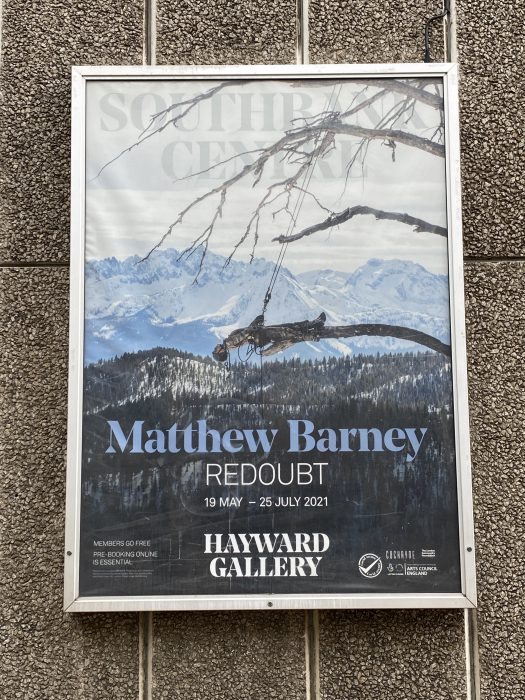 SOUTHBANK
CENTRE
Matthew Barney
REDOUBT
19 MAY – 25 JULY 2021
MEMBERS GO FREE
PRE-BOOKING ONLINE
IS ESSENTIAL
HAYWARD
GALLERY
COCKAYNE
ARTS COUNCIL
ENGLAND